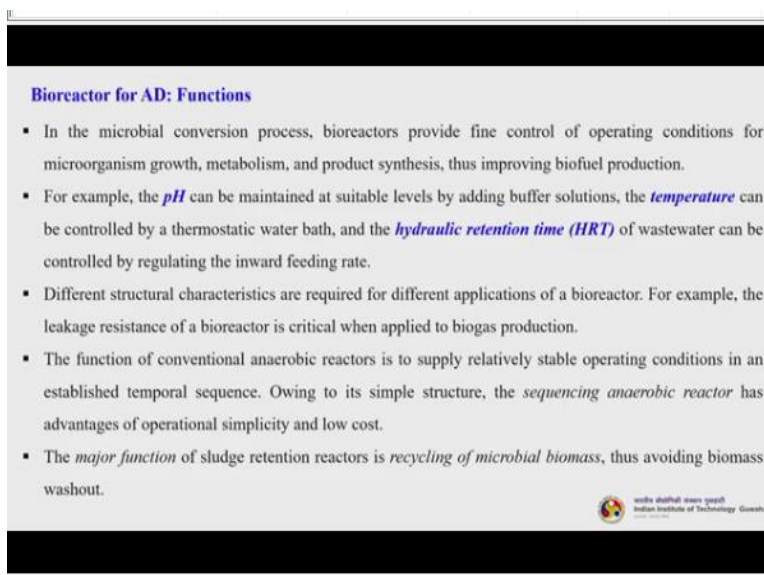 Bioreactor for AD: Functions
▪ In the microbial conversion process, bioreactors provide fine control of operating conditions for
microorganism growth, metabolism, and product synthesis, thus improving biofuel production.
▪ For example, the pH can be maintained at suitable levels by adding buffer solutions, the temperature can
be controlled by a thermostatic water bath, and the hydraulic retention time (HRT) of wastewater can be
controlled by regulating the inward feeding rate.
▪ Different structural characteristics are required for different applications of a bioreactor. For example, the
leakage resistance of a bioreactor is critical when applied to biogas production.
▪ The function of conventional anaerobic reactors is to supply relatively stable operating conditions in an
established temporal sequence. Owing to its simple structure, the sequencing anaerobic reactor has
advantages of operational simplicity and low cost.
▪ The major function of sludge retention reactors is recycling of microbial biomass, thus avoiding biomass
washout.
Indian Institute of Technology